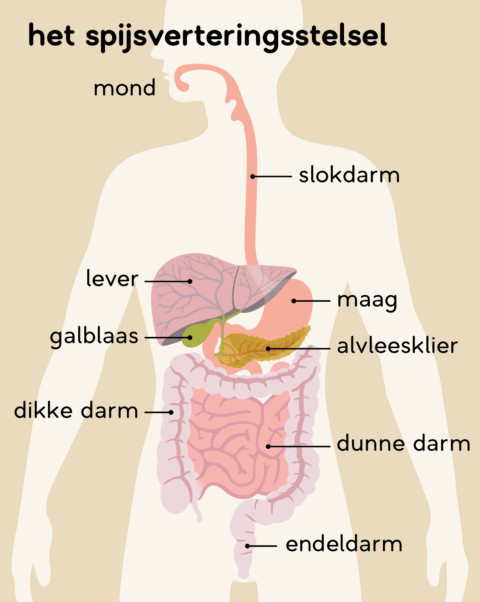 het spijsverteringsstelsel
mond
slokdarm
lever
maag
galblaas
alvleesklier
dikke darm
dunne darm
endeldarm